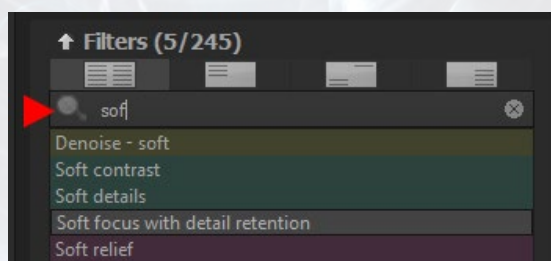 Filters (5/245)
sof
Denoise - soft
Soft contrast
Soft details
Soft focus with detail retention
Soft relief